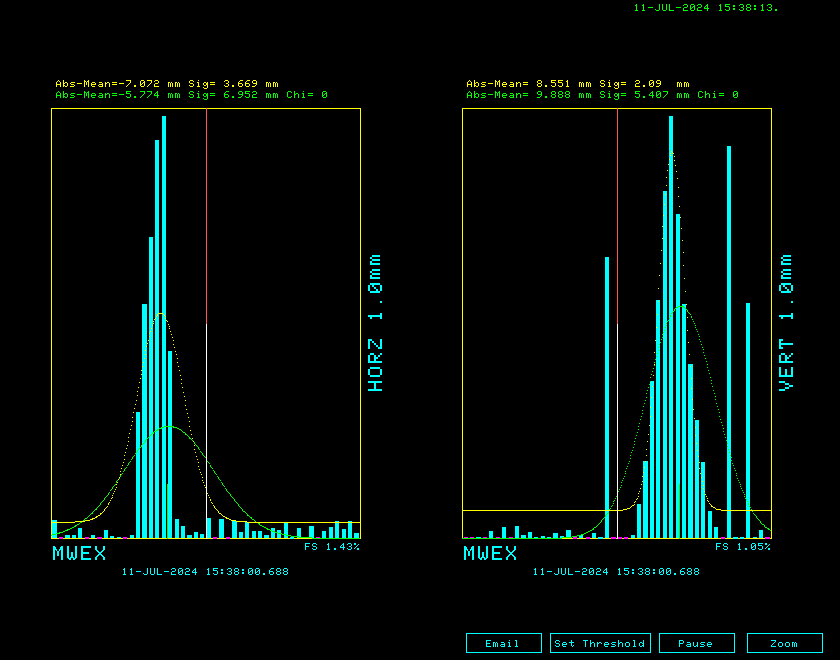 11-JUL-2024 15:38:13.
Abs-Mean=-7.072 mm Sig= 3.669 mm
Abs-Mean=-5.774 mm Sig= 6.952 mm Chi= 0
HORZ 1.0mm
MWEX
FS 1.43%
11-JUL-2024 15:38:00.688
Abs-Mean= 8.551 mm Sig= 2.09 mm
Abs-Mean= 9.888 mm Sig= 5.407 mm Chi= 0
VERT 1.0mm
MWEX
FS 1.05%
11-JUL-2024 15:38:00.688
Email
Set Threshold
Pause
Zoom